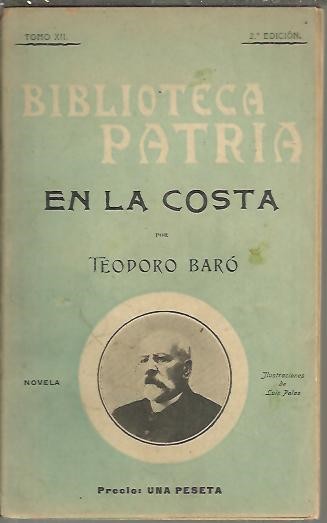 TOMO XII.
2.ª EDICIÓN.
BIBLIOTECA
PATRIA
EN LA COSTA
POR
TEODORO BARÓ
NOVELA
Ilustraciones
de
Luis Palao
Precio: UNA PESETA